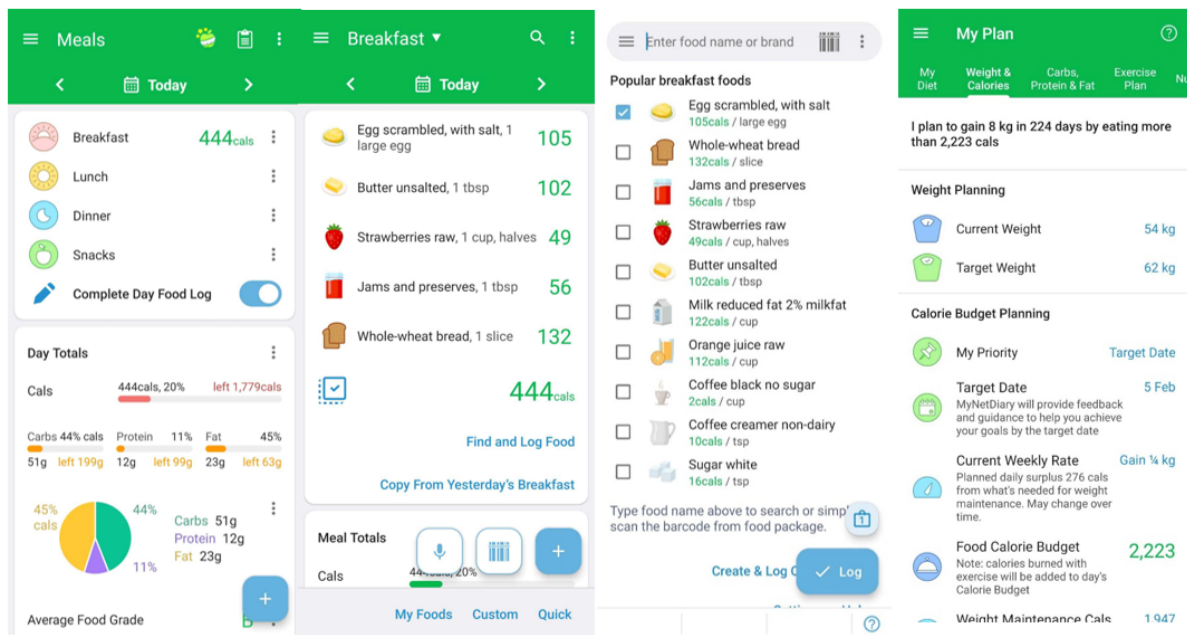 Meals
Today
Breakfast 444cals
Lunch
Dinner
Snacks
Complete Day Food Log
Day Totals
Cals 444cals, 20% left 1,779cals
Carbs 44% cals Protein 11% Fat 45%
51g left 199g 12g left 99g 23g left 63g
45% cals
44%
11%
Carbs 51g
Protein 12g
Fat 23g
+
Average Food Grade
Breakfast ▼
Today
Egg scrambled, with salt, 1
large egg
105
Butter unsalted, 1 tbsp 102
Strawberries raw, 1 cup, halves 49
Jams and preserves, 1 tbsp 56
Whole-wheat bread, 1 slice 132
444cals
Find and Log Food
Copy From Yesterday's Breakfast
Meal Totals
Cals 20%
+
My Foods Custom Quick
Enter food name or brand
Popular breakfast foods
Egg scrambled, with salt
105cals / large egg
Whole-wheat bread
132cals / slice
Jams and preserves
56cals / tbsp
Strawberries raw
49cals / cup, halves
Butter unsalted
102cals / tbsp
Milk reduced fat 2% milkfat
122cals / cup
Orange juice raw
112cals / cup
Coffee black no sugar
2cals / cup
Coffee creamer non-dairy
10cals / tsp
Sugar white
16cals / tsp
Type food name above to search or
scan the barcode from food package.
1
Create & Log
Log
?
My Plan
?
My
Diet
Weight &
Calories
Carbs,
Protein & Fat
Exercise
Plan
Nu
I plan to gain 8 kg in 224 days by eating more
than 2,223 cals
Weight Planning
Current Weight 54 kg
Target Weight 62 kg
Calorie Budget Planning
My Priority Target Date
Target Date 5 Feb
MyNetDiary will provide feedback
and guidance to help you achieve
your goals by the target date
Current Weekly Rate Gain ¼ kg
Planned daily surplus 276 cals
from what's needed for weight
maintenance. May change over
time.
Food Calorie Budget 2,223
Note: calories burned with
exercise will be added to day's
Calorie Budget
Weight Maintenance Cals 1,947